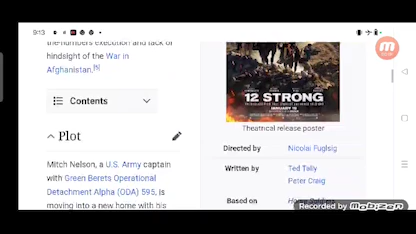 9:13
the-numbers execution and lack of
hindsight of the War in
Afghanistan.[5]
Contents
Plot
Mitch Nelson, a U.S. Army captain
with Green Berets Operational
Detachment Alpha (ODA) 595, is
moving into a new home with his
12 STRONG
Theatrical release poster
Directed by Nicolai Fuglsig
Written by Ted Tally
Peter Craig
Based on
Recorded by Mobizen